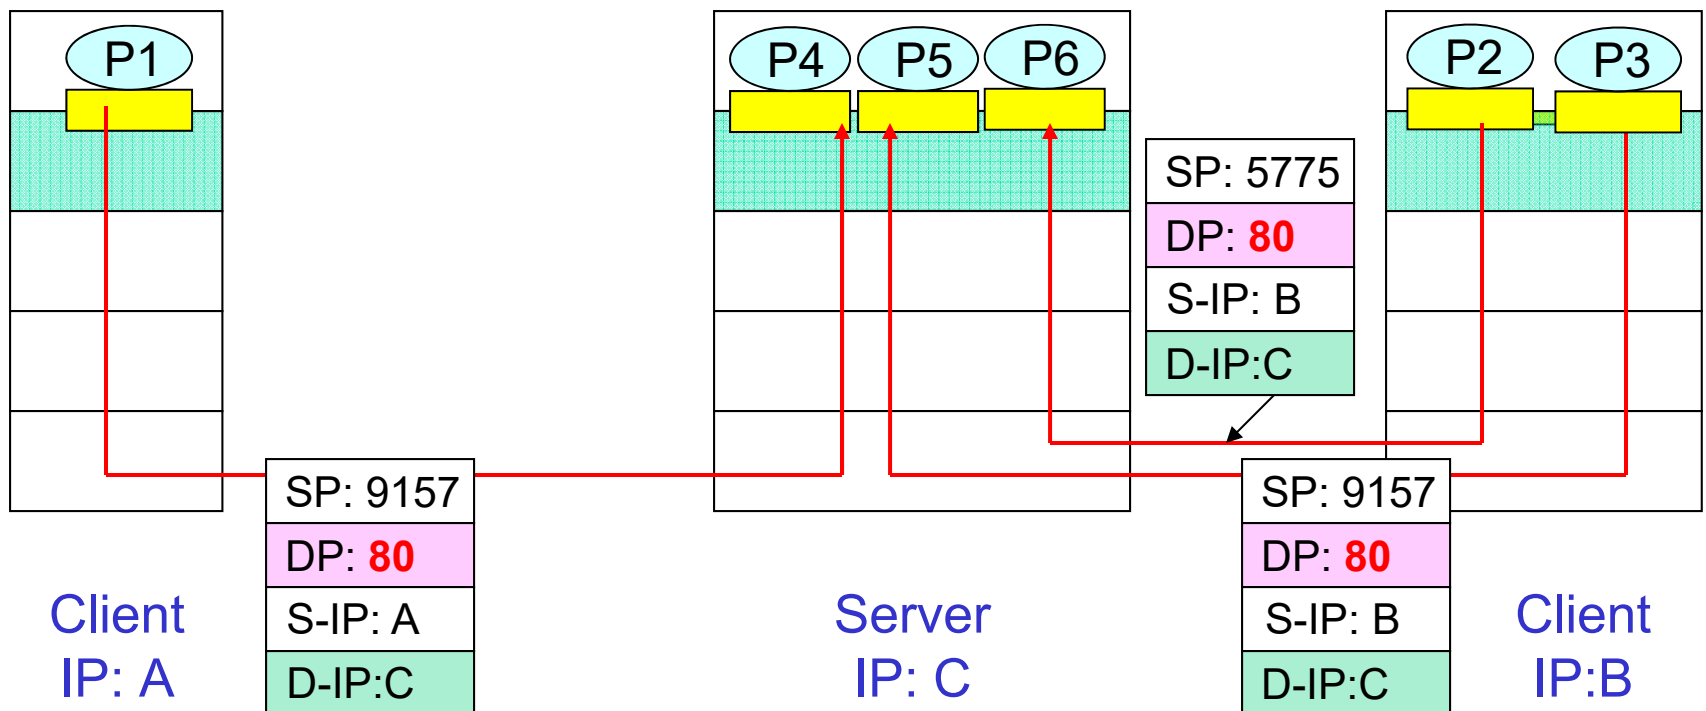 P1
P4
P5
P6
P2
P3
SP: 5775
DP: 80
S-IP: B
D-IP:C
SP: 9157
DP: 80
S-IP: A
D-IP:C
SP: 9157
DP: 80
S-IP: B
D-IP:C
Client
IP: A
Server
IP: C
Client
IP:B